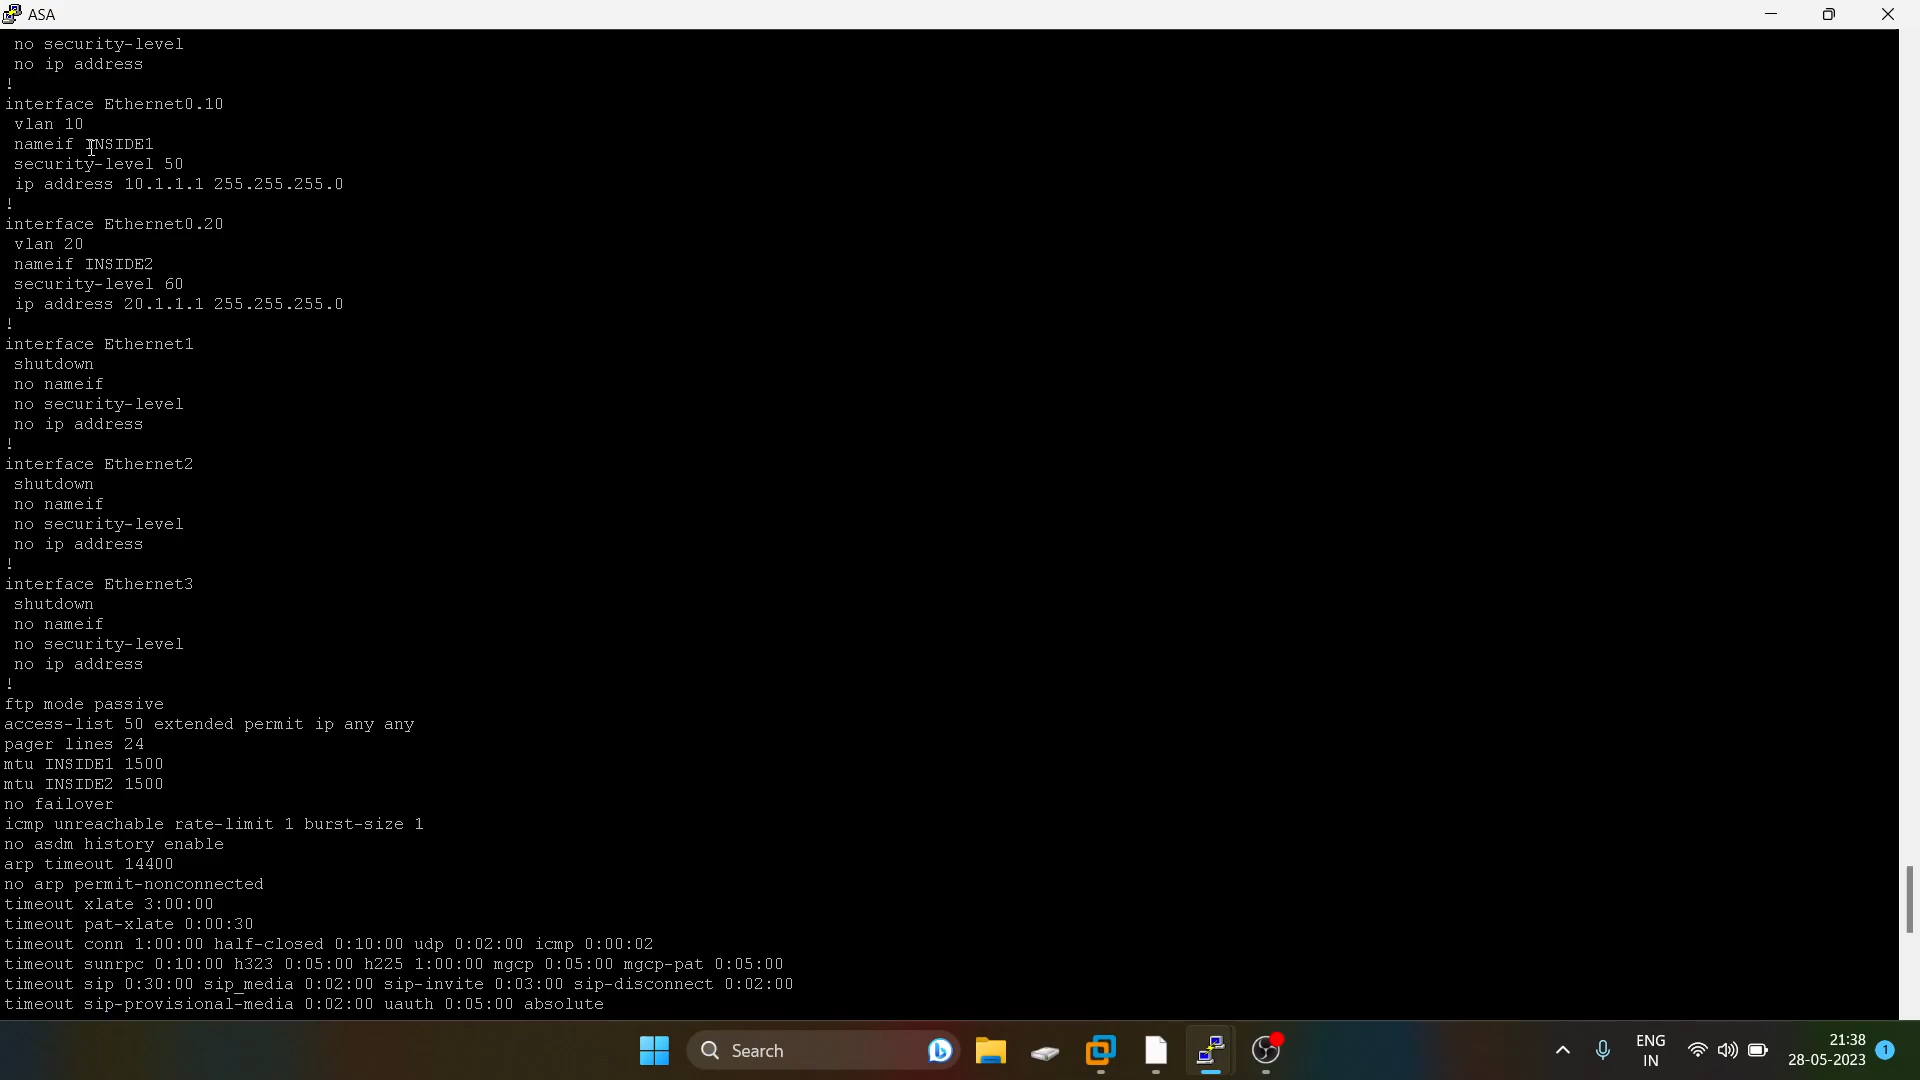 ASA
no security-level
no ip address
!
interface Ethernet0.10
vlan 10
nameif INSIDE1
security-level 50
ip address 10.1.1.1 255.255.255.0
!
interface Ethernet0.20
vlan 20
nameif INSIDE2
security-level 60
ip address 20.1.1.1 255.255.255.0
!
interface Ethernet1
shutdown
no nameif
no security-level
no ip address
!
interface Ethernet2
shutdown
no nameif
no security-level
no ip address
!
interface Ethernet3
shutdown
no nameif
no security-level
no ip address
!
ftp mode passive
access-list 50 extended permit ip any any
pager lines 24
mtu INSIDE1 1500
mtu INSIDE2 1500
no failover
icmp unreachable rate-limit 1 burst-size 1
no asdm history enable
arp timeout 14400
no arp permit-nonconnected
timeout xlate 3:00:00
timeout pat-xlate 0:00:30
timeout conn 1:00:00 half-closed 0:10:00 udp 0:02:00 icmp 0:00:02
timeout sunrpc 0:10:00 h323 0:05:00 h225 1:00:00 mgcp 0:05:00 mgcp-pat 0:05:00
timeout sip 0:30:00 sip_media 0:02:00 sip-invite 0:03:00 sip-disconnect 0:02:00
timeout sip-provisional-media 0:02:00 uauth 0:05:00 absolute
Search
ENG
IN
21:38
28-05-2023
1